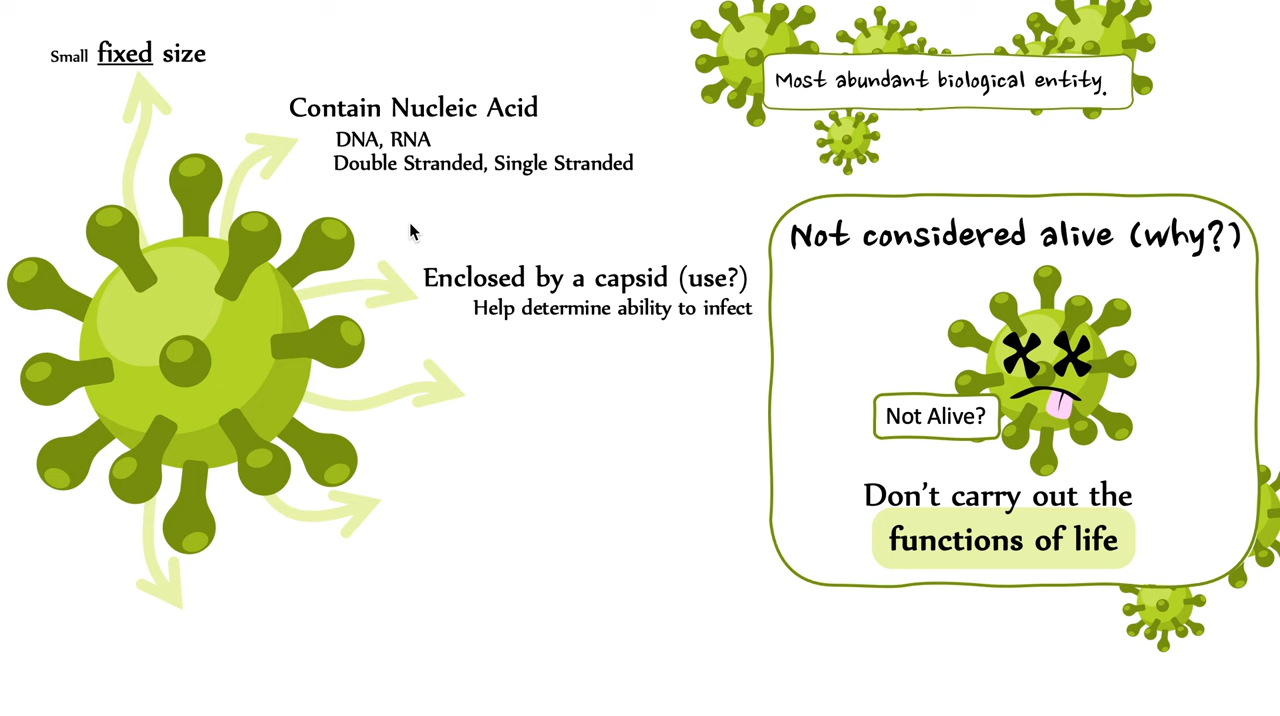 Small fixed size
Contain Nucleic Acid
DNA, RNA
Double Stranded, Single Stranded
Enclosed by a capsid (use?)
Help determine ability to infect
Most abundant biological entity.
Not considered alive (why?)
Not Alive?
Don't carry out the
functions of life